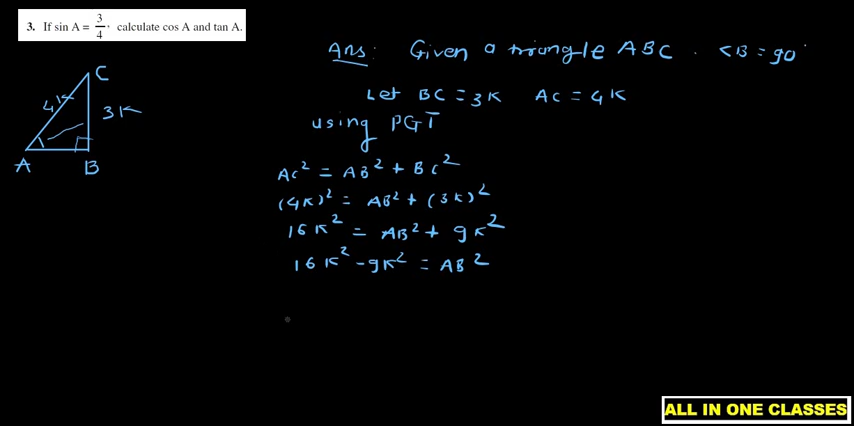 3. If sin A = 3/4, calculate cos A and tan A.
Ans: Given a triangle ABC. <B = 90°
C
4K
3K
A
B
Let BC = 3K AC = 4K
using PGT
AC² = AB² + BC²
(4K)² = AB² + (3K)²
16K² = AB² + 9K²
16K² - 9K² = AB²
ALL IN ONE CLASSES